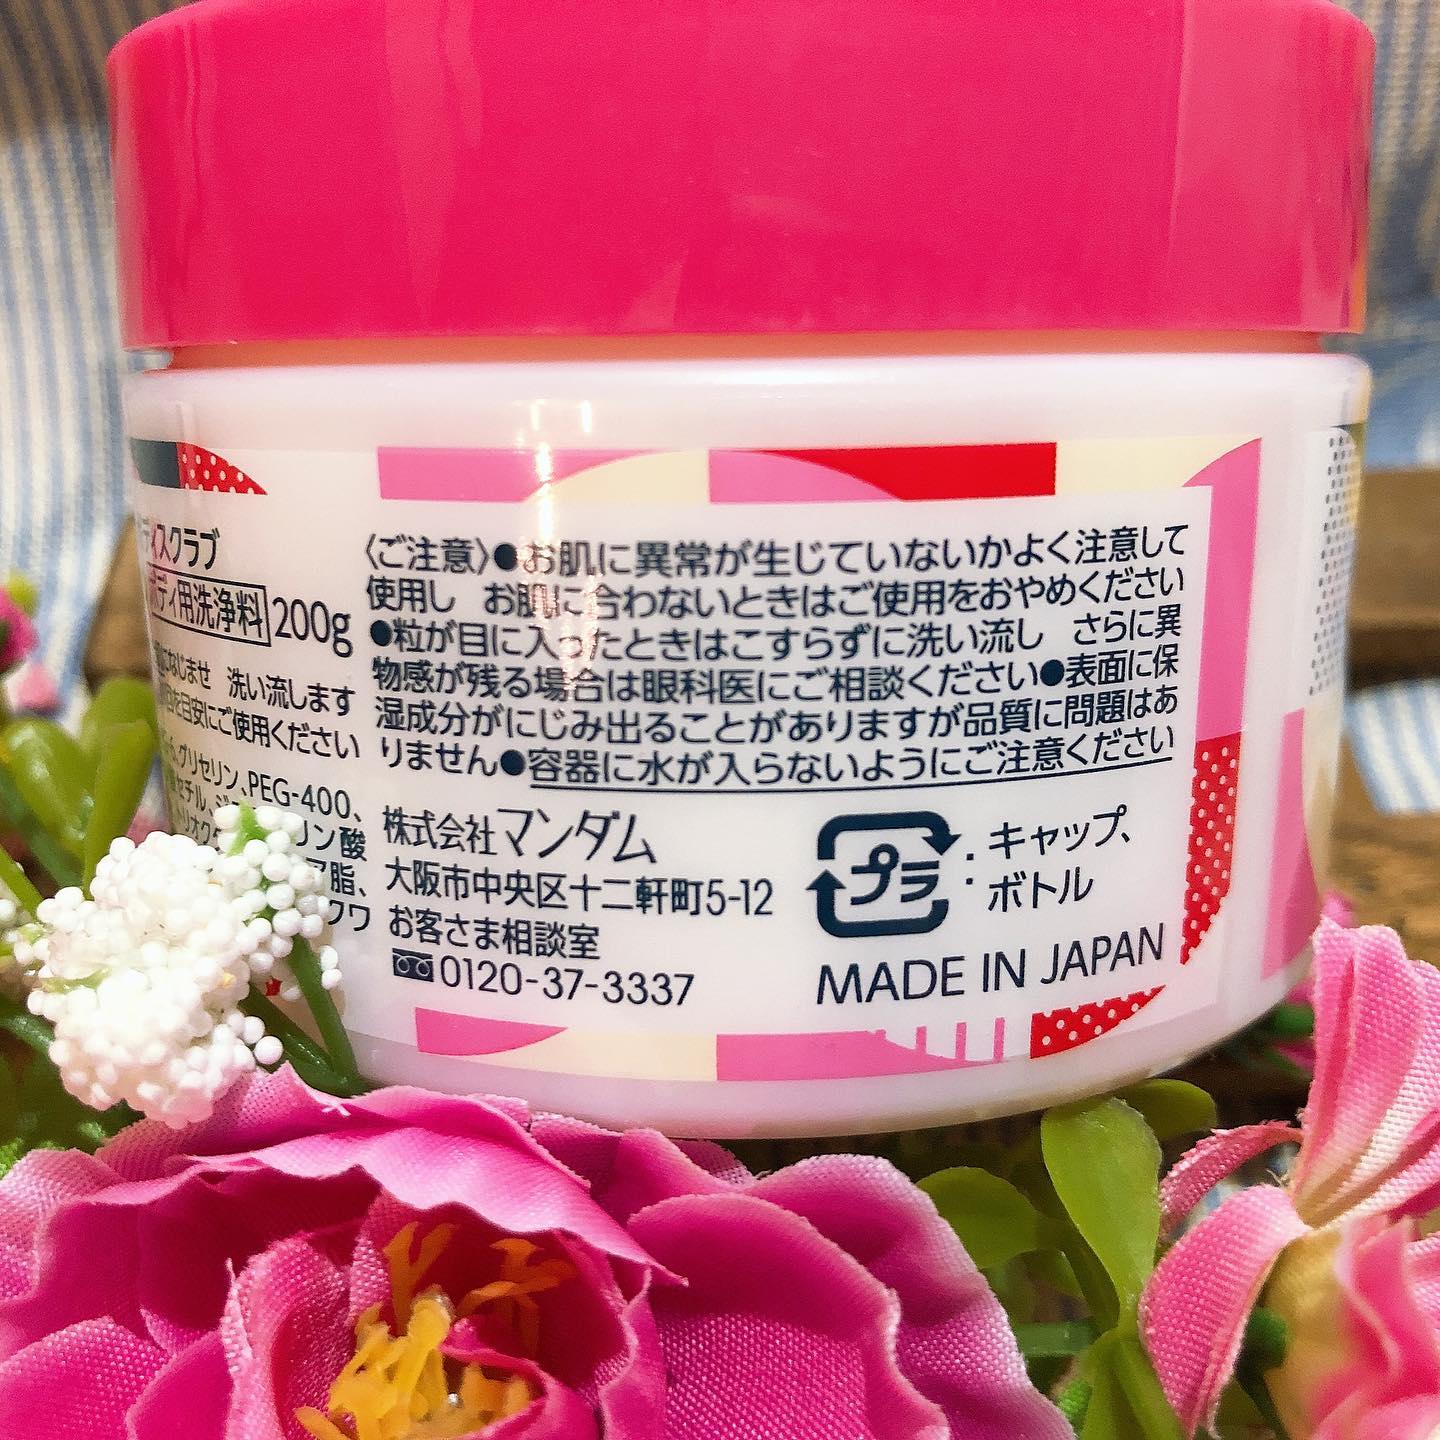 ディスクラブ
ボディ用洗浄料 200g
になじませ 洗い流します
を目安にご使用ください
グリセリン、PEG-400、
リン酸
脂、
クワ
〈ご注意〉●お肌に異常が生じていないかよく注意して
使用し お肌に合わないときはご使用をおやめください
●粒が目に入ったときはこすらずに洗い流し さらに異
物感が残る場合は眼科医にご相談ください●表面に保
湿成分がにじみ出ることがありますが品質に問題はあ
りません●容器に水が入らないようにご注意ください
株式会社マンダム
大阪市中央区十二軒町5-12
お客さま相談室
0120-37-3337
プラ : キャップ、
ボトル
MADE IN JAPAN